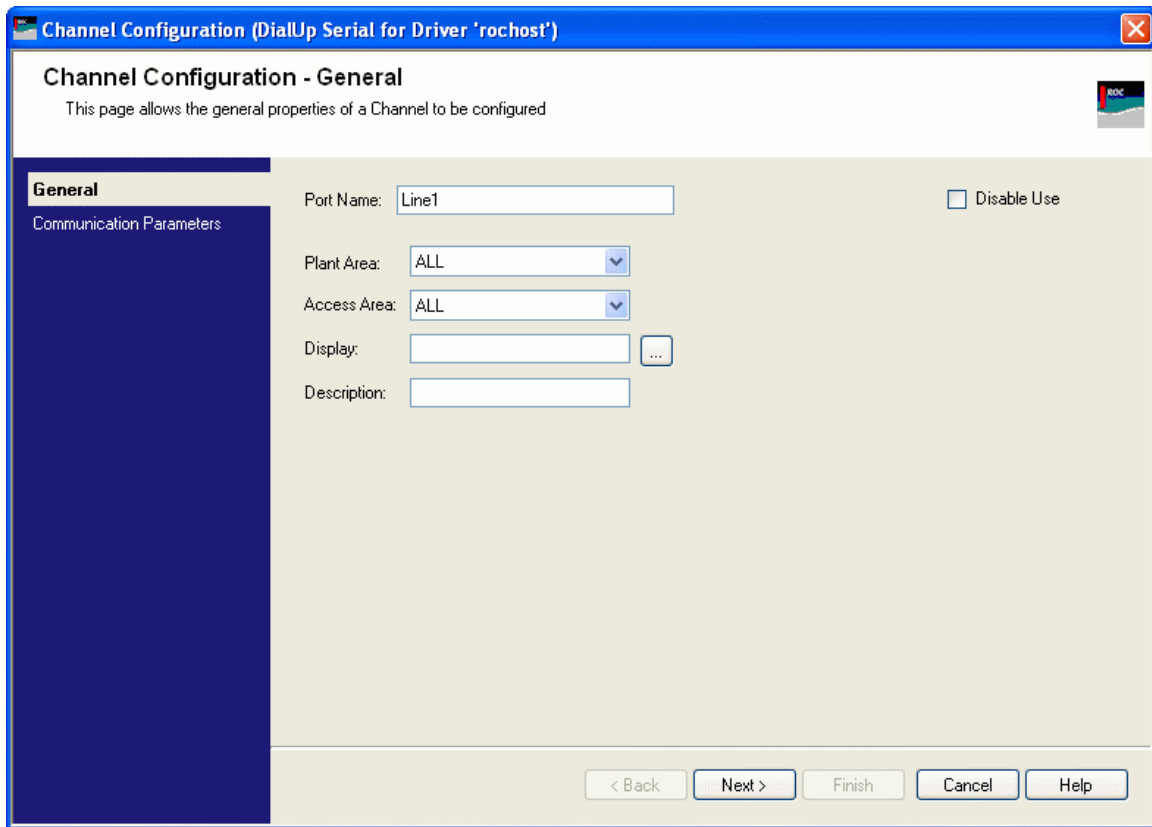 Channel Configuration (DialUp Serial for Driver 'rochost')
Channel Configuration - General
This page allows the general properties of a Channel to be configured
ROC
General
Communication Parameters
Port Name: Line1
Disable Use
Plant Area: ALL
Access Area: ALL
Display: ...
Description:
< Back Next > Finish Cancel Help